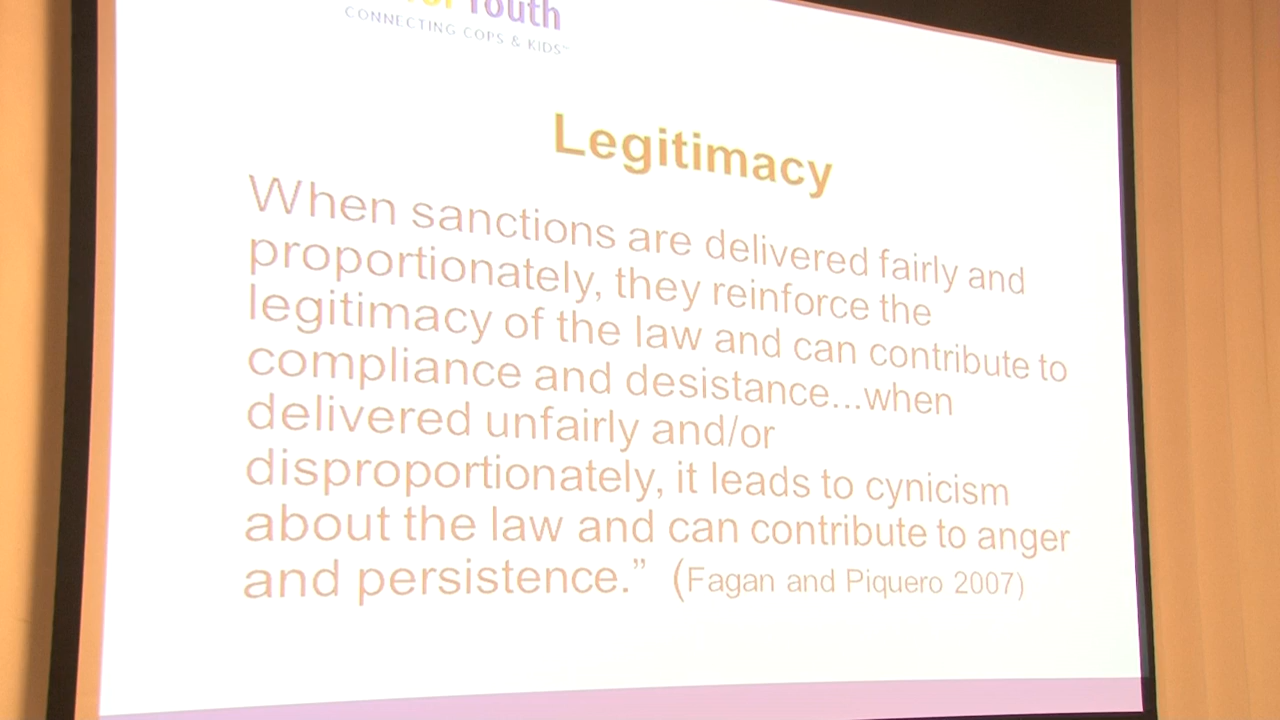 Youth
CONNECTING COPS & KIDS
Legitimacy
When sanctions are delivered fairly and
proportionately, they reinforce the
legitimacy of the law and can contribute to
compliance and desistance...when
delivered unfairly and/or
disproportionately, it leads to cynicism
about the law and can contribute to anger
and persistence.” (Fagan and Piquero 2007)